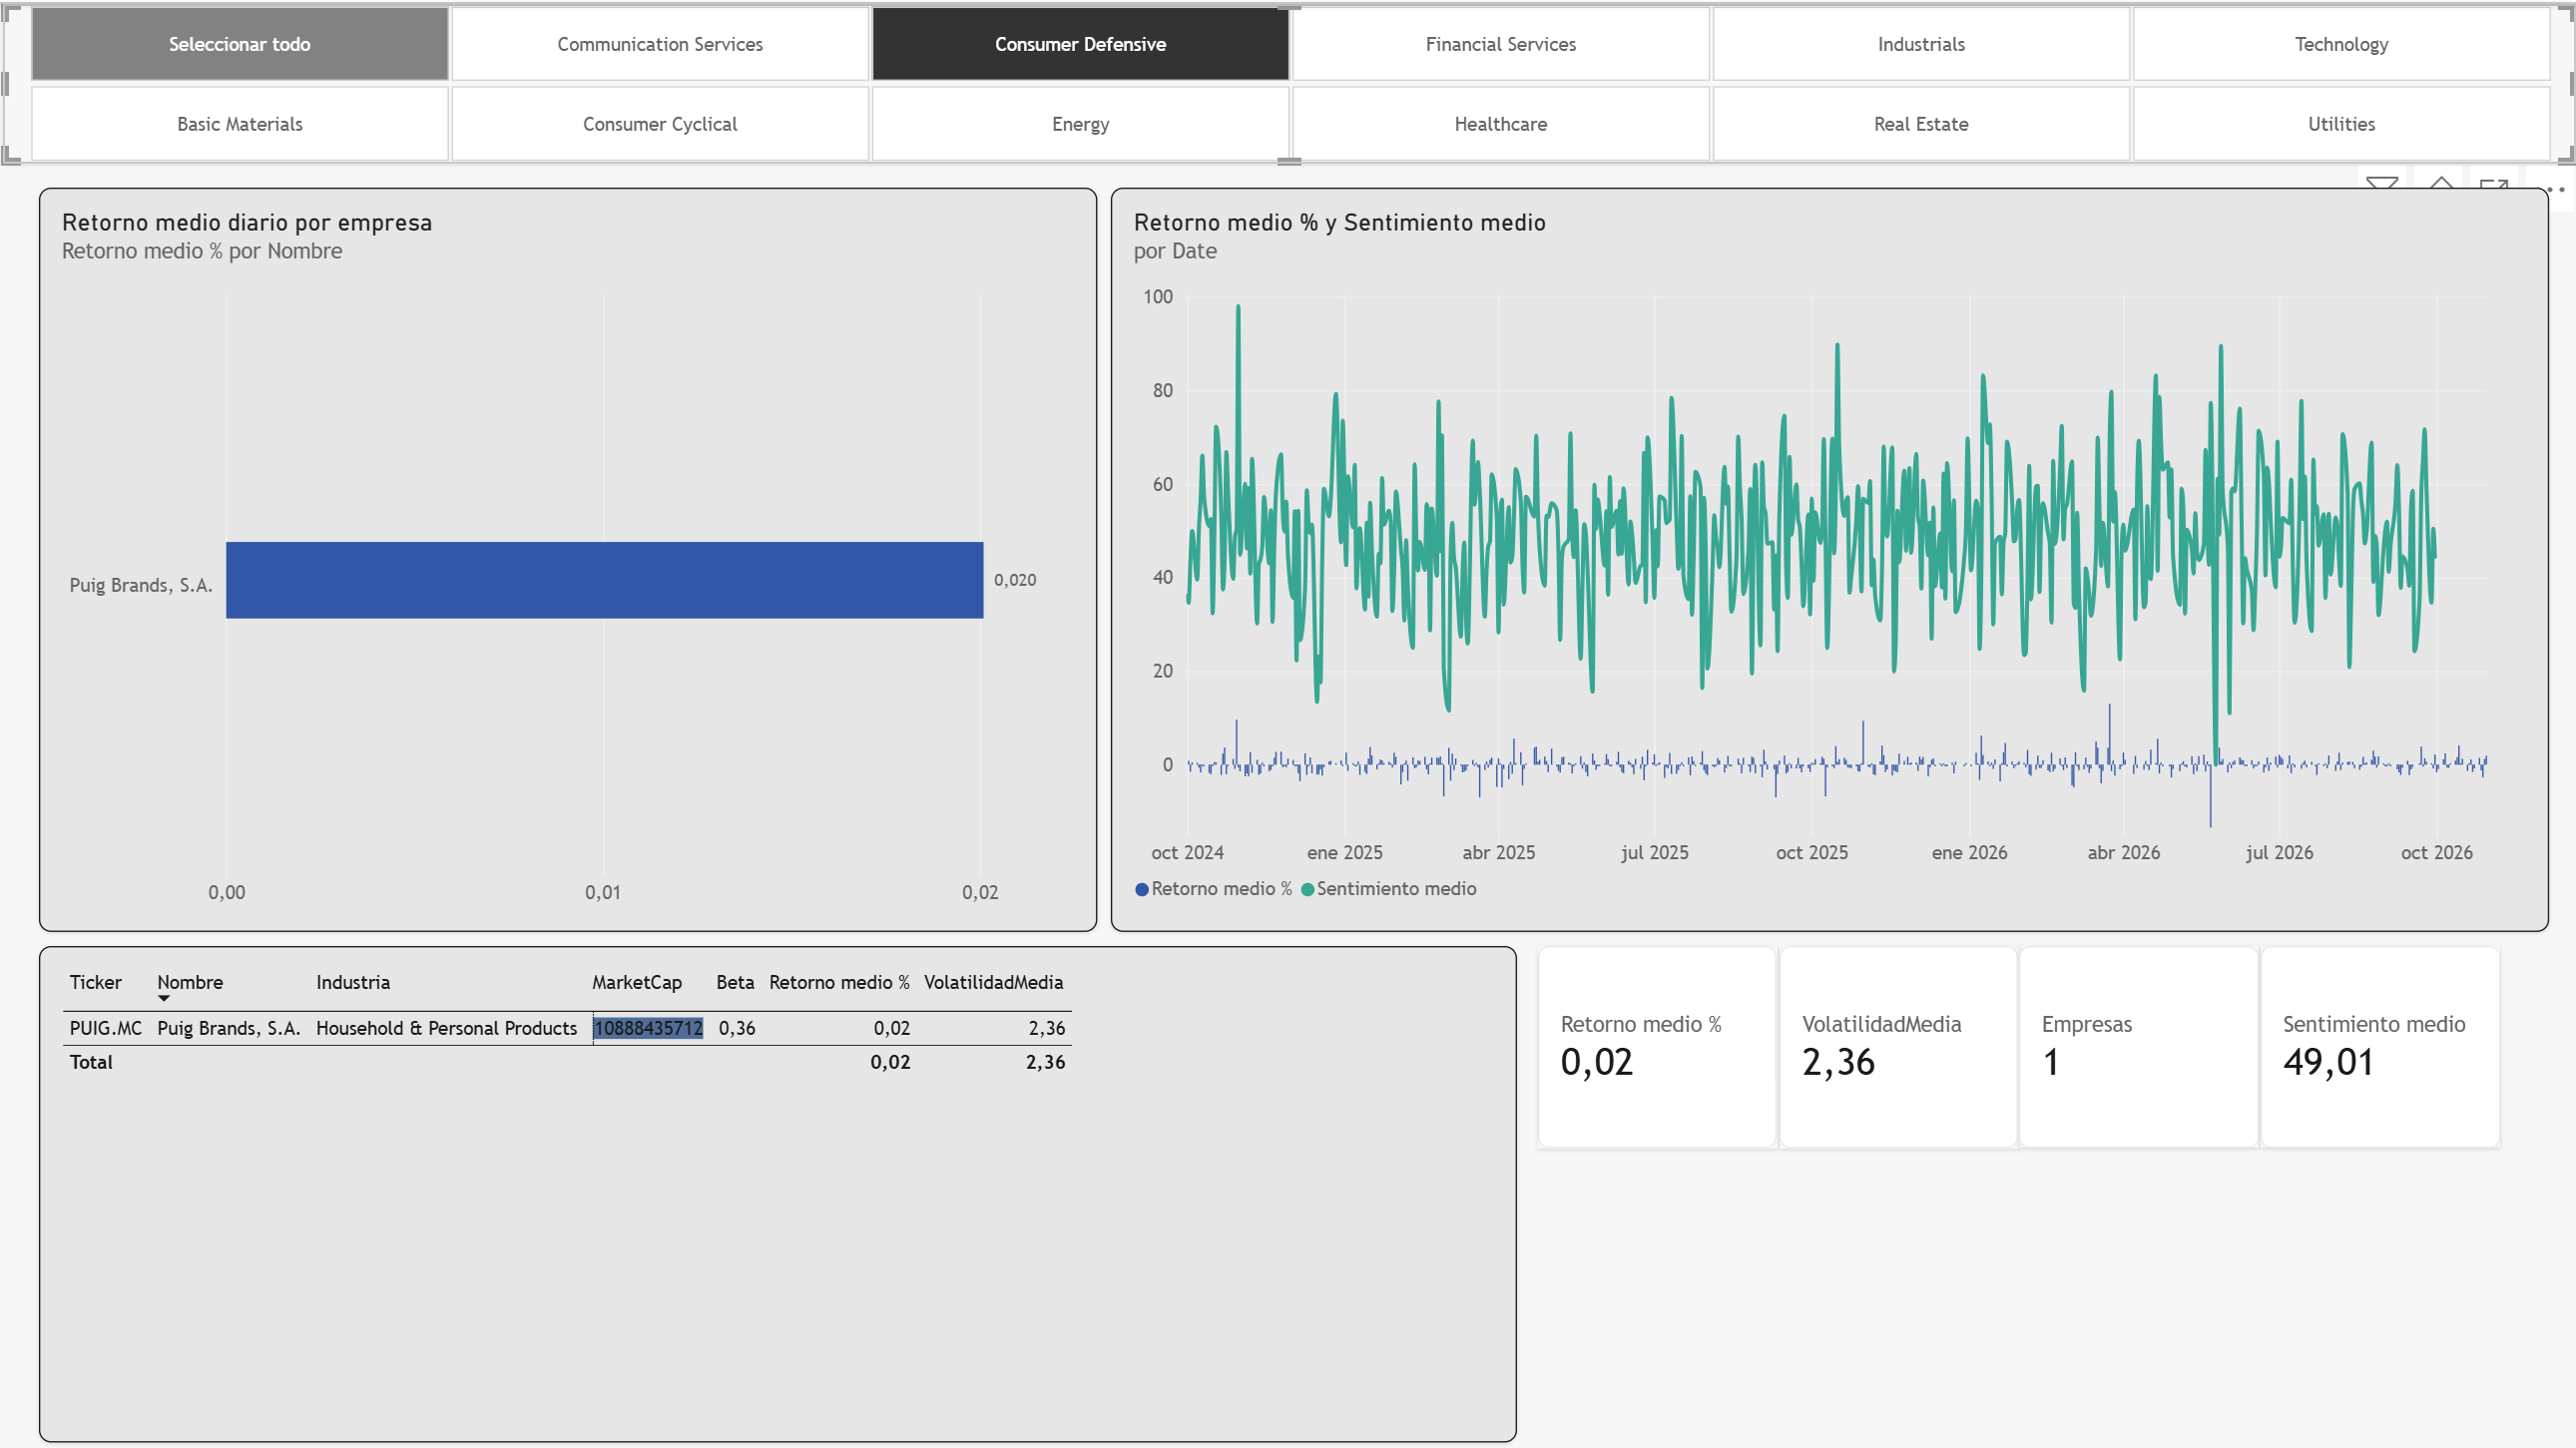 Seleccionar todo Communication Services Consumer Defensive Financial Services Industrials Technology
Basic Materials Consumer Cyclical Energy Healthcare Real Estate Utilities
Retorno medio diario por empresa
Retorno medio % por Nombre
Puig Brands, S.A. 0,020
0,00 0,01 0,02
Retorno medio % y Sentimiento medio
por Date
100
80
60
40
20
0
oct 2024 ene 2025 abr 2025 jul 2025 oct 2025 ene 2026 abr 2026 jul 2026 oct 2026
Retorno medio % Sentimiento medio
Ticker Nombre Industria MarketCap Beta Retorno medio % VolatilidadMedia
PUIG.MC Puig Brands, S.A. Household & Personal Products 10888435712 0,36 0,02 2,36
Total 0,02 2,36
Retorno medio %
0,02
VolatilidadMedia
2,36
Empresas
1
Sentimiento medio
49,01